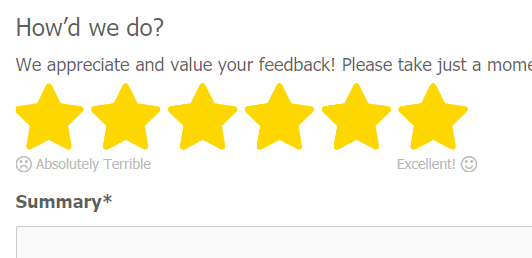 How'd we do?
We appreciate and value your feedback! Please take just a mome
Absolutely Terrible Excellent!
Summary*